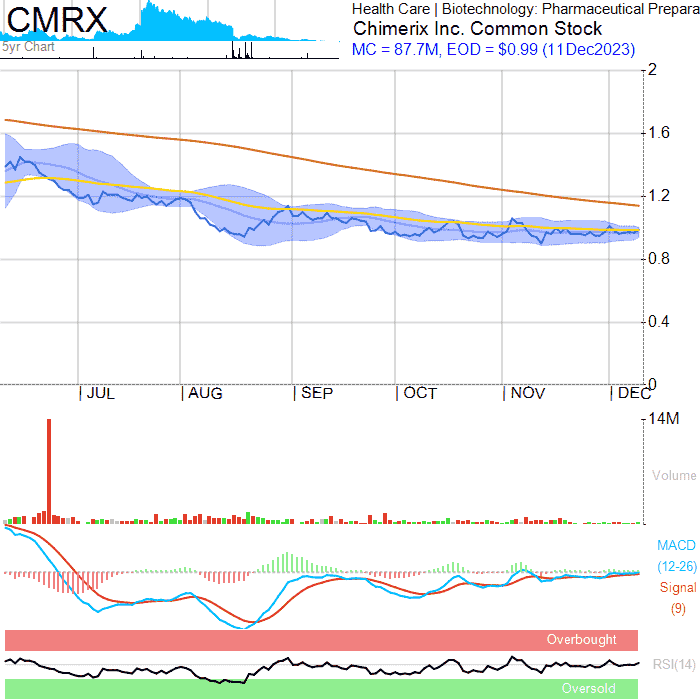 CMRX
5yr Chart
Health Care | Biotechnology: Pharmaceutical Prepara
Chimerix Inc. Common Stock
MC = 87.7M, EOD = $0.99 (11Dec2023)
2
1.6
1.2
0.8
0.4
0
| JUL | AUG | SEP | OCT | NOV | DEC
14M
Volume
MACD
(12-26)
Signal
(9)
Overbought
RSI(14)
Oversold